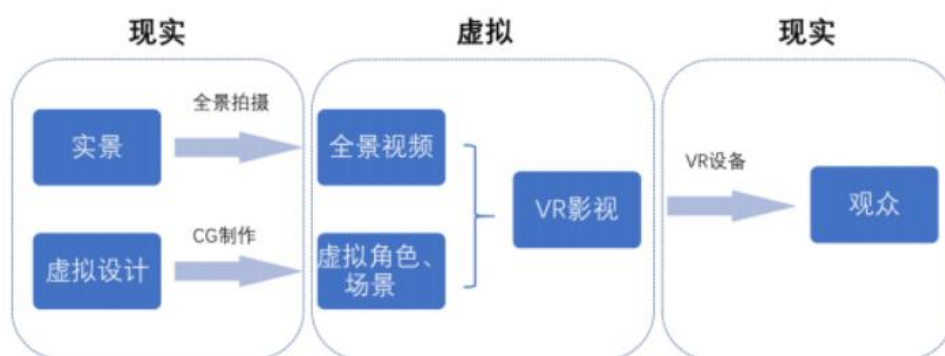 现实
虚拟
现实
全景拍摄
实景
全景视频
VR影视
VR设备
观众
CG制作
虚拟设计
虚拟角色、
场景